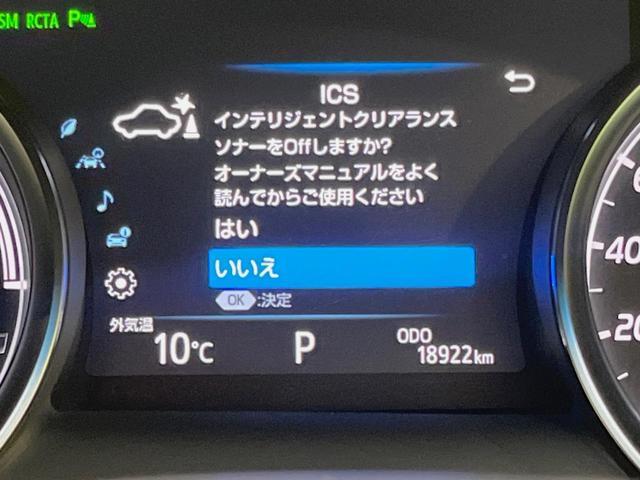 SM RCTA P
ICS
インテリジェントクリアランス
ソナーをOffしますか?
オーナーズマニュアルをよく
読んでからご使用ください
はい
いいえ
OK :決定
外気温
10℃
P
ODO
18922km
40
20